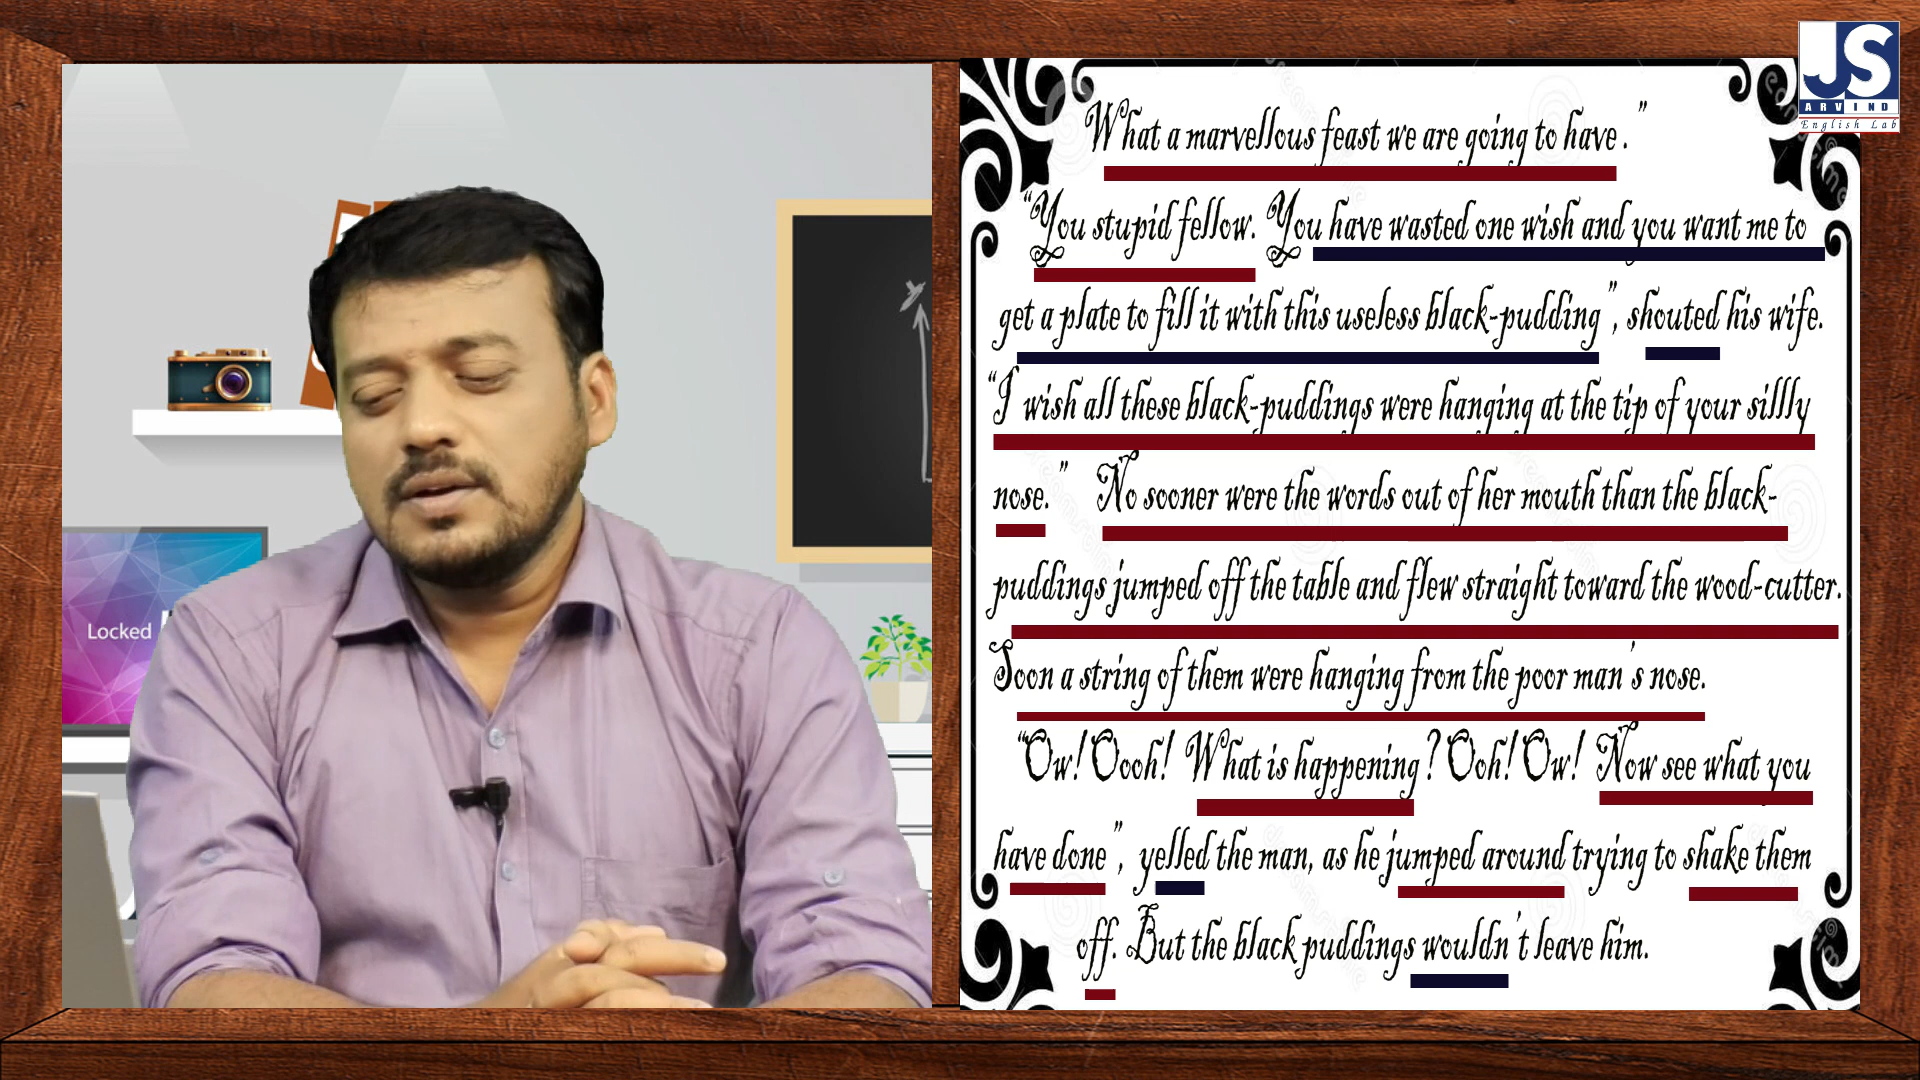 JS
ARVIND
English Lab
What a marvellous feast we are going to have ."
"You stupid fellow. You have wasted one wish and you want me to
get a plate to fill it with this useless black-pudding", shouted his wife.
"I wish all these black-puddings were hanging at the tip of your sillly
nose." No sooner were the words out of her mouth than the black-
puddings jumped off the table and flew straight toward the wood-cutter.
Soon a string of them were hanging from the poor man's nose.
"Ow! Oooh! What is happening? Ooh! Ow! Now see what you
have done", yelled the man, as he jumped around trying to shake them
off. But the black puddings wouldn't leave him.
Locked